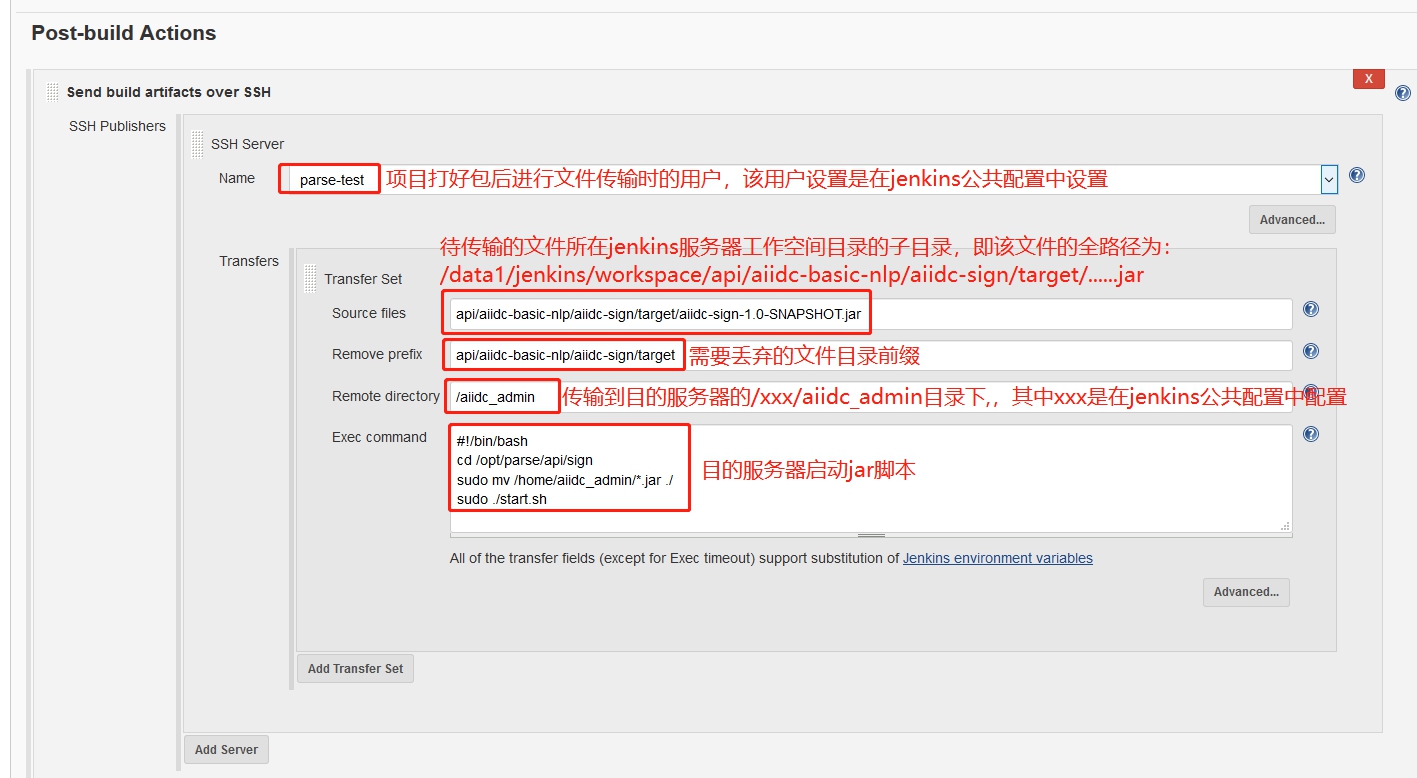 Post-build Actions
X
Send build artifacts over SSH
SSH Publishers
SSH Server
Name
parse-test
项目打好包后进行文件传输时的用户，该用户设置是在jenkins公共配置中设置
Advanced...
待传输的文件所在jenkins服务器工作空间目录的子目录，即该文件的全路径为：
/data1/jenkins/workspace/api/aiidc-basic-nlp/aiidc-sign/target/......jar
Transfers
Transfer Set
Source files
api/aiidc-basic-nlp/aiidc-sign/target/aiidc-sign-1.0-SNAPSHOT.jar
Remove prefix
api/aiidc-basic-nlp/aiidc-sign/target
需要丢弃的文件目录前缀
Remote directory
/aiidc_admin
传输到目的服务器的/xxx/aiidc_admin目录下,，其中xxx是在jenkins公共配置中配置
Exec command
#!/bin/bash
cd /opt/parse/api/sign
sudo mv /home/aiidc_admin/*.jar ./
sudo ./start.sh
目的服务器启动jar脚本
All of the transfer fields (except for Exec timeout) support substitution of Jenkins environment variables
Advanced...
Add Transfer Set
Add Server